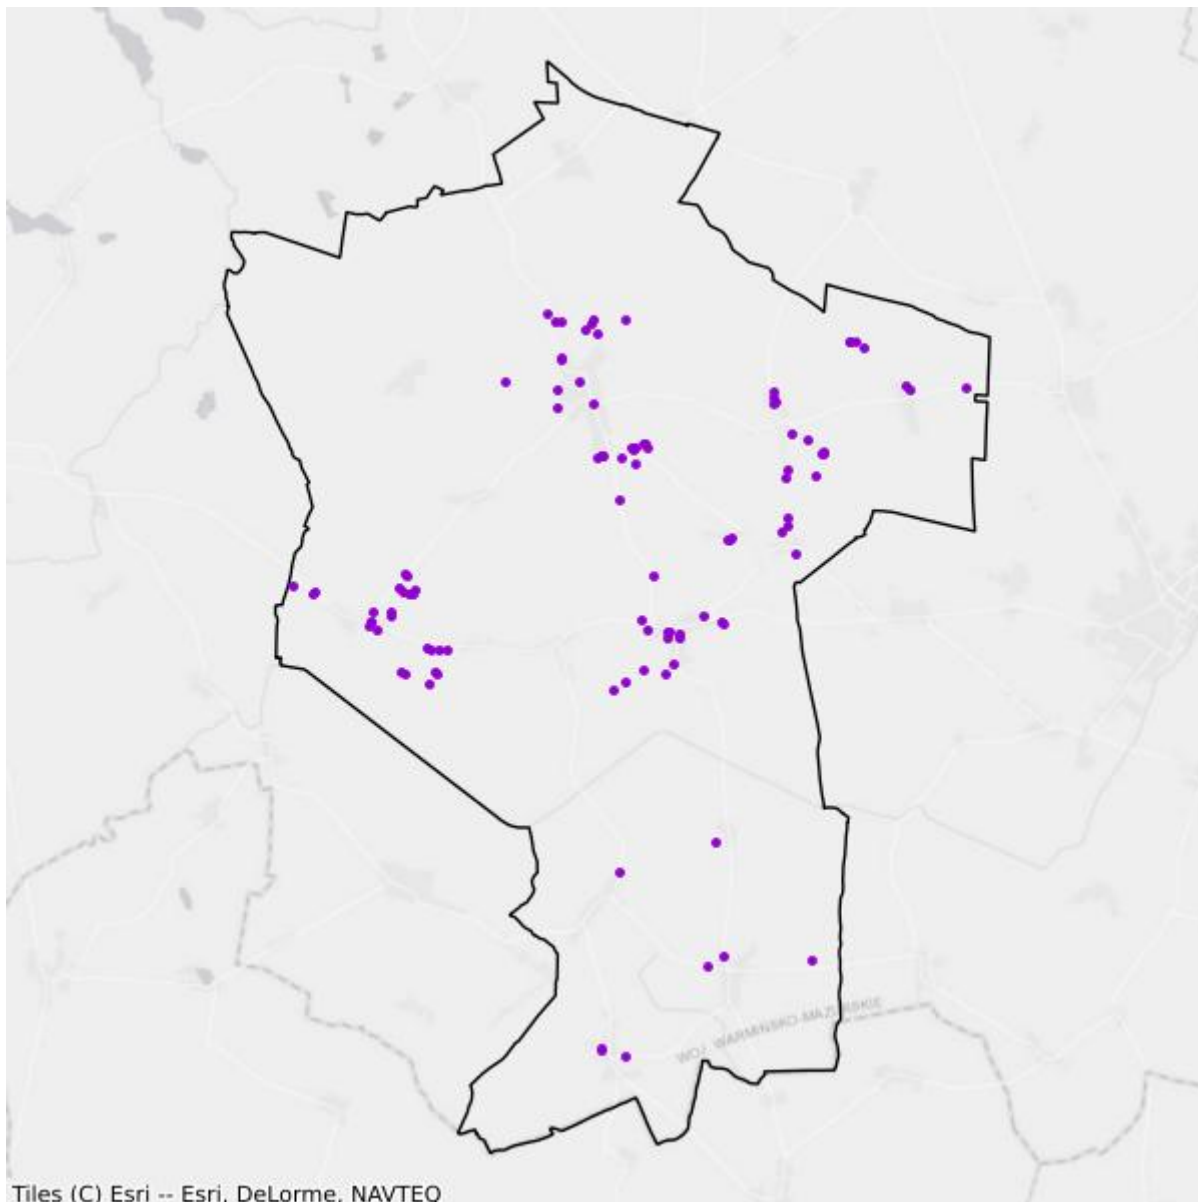 WOJ. WARMIŃSKO-MAZURSKIE
Tiles (C) Esri -- Esri, DeLorme, NAVTEQ